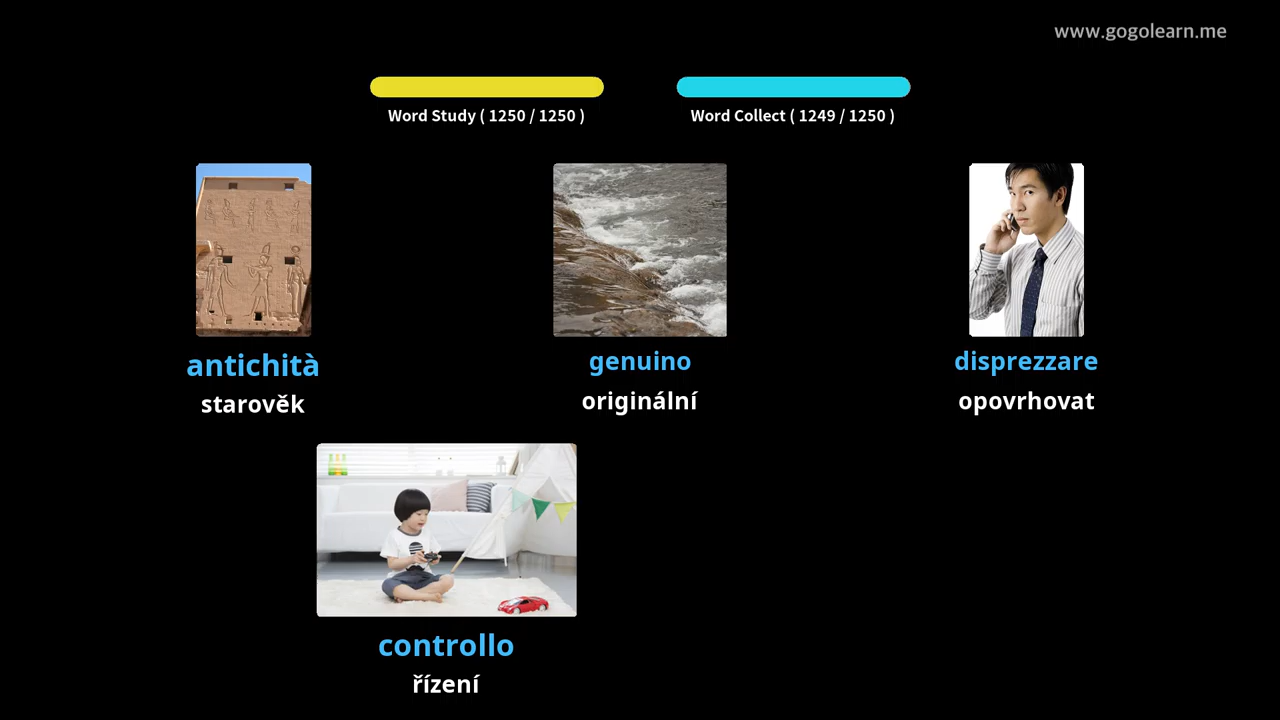 www.gogolearn.me
Word Study ( 1250 / 1250 )
Word Collect ( 1249 / 1250 )
antichità
genuino
disprezzare
starověk
originální
opovrhovat
controllo
řízení